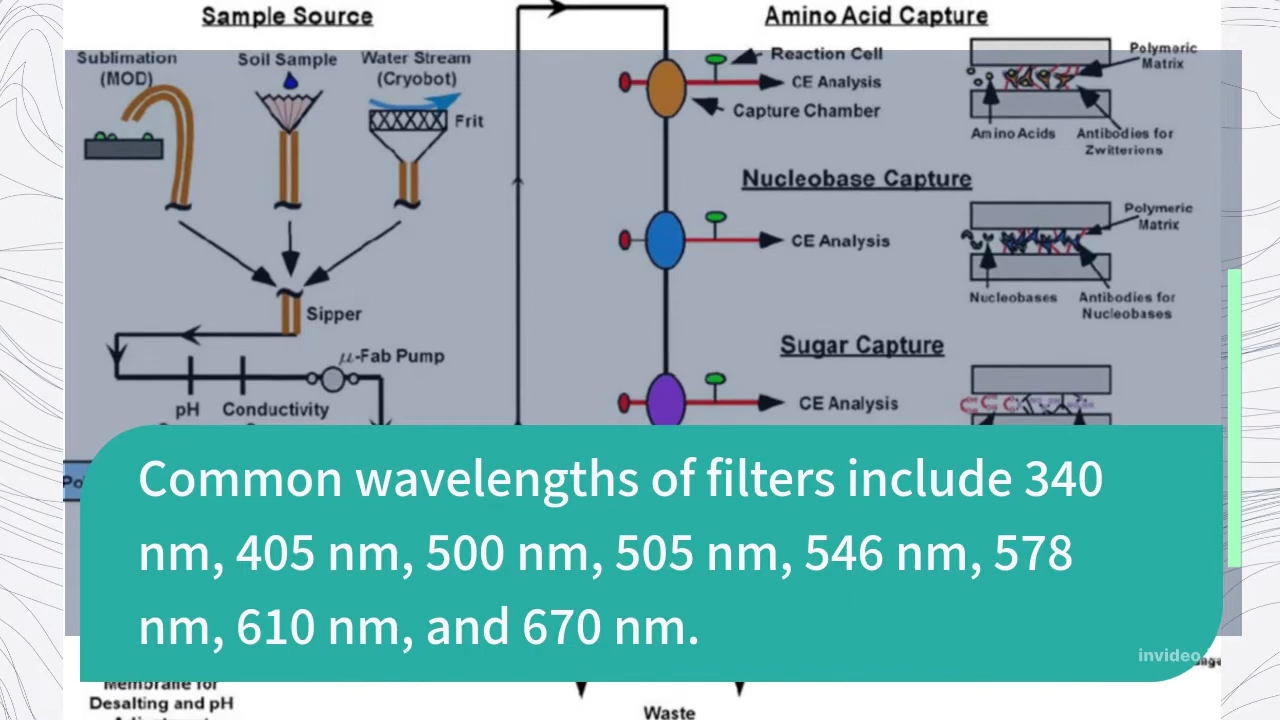 Sample Source
Amino Acid Capture
Sublimation
(MOD)
Soil Sample
Water Stream
(Cryobot)
Frit
Reaction Cell
CE Analysis
Capture Chamber
Polymeric
Matrix
Amino Acids
Antibodies for
Zwitterions
Nucleobase Capture
CE Analysis
Polymeric
Matrix
Nucleobases
Antibodies for
Nucleobases
Sipper
μ-Fab Pump
pH
Conductivity
Sugar Capture
CE Analysis
Po
Common wavelengths of filters include 340
nm, 405 nm, 500 nm, 505 nm, 546 nm, 578
nm, 610 nm, and 670 nm.
invideo
Membrane for
Desalting and pH
Waste